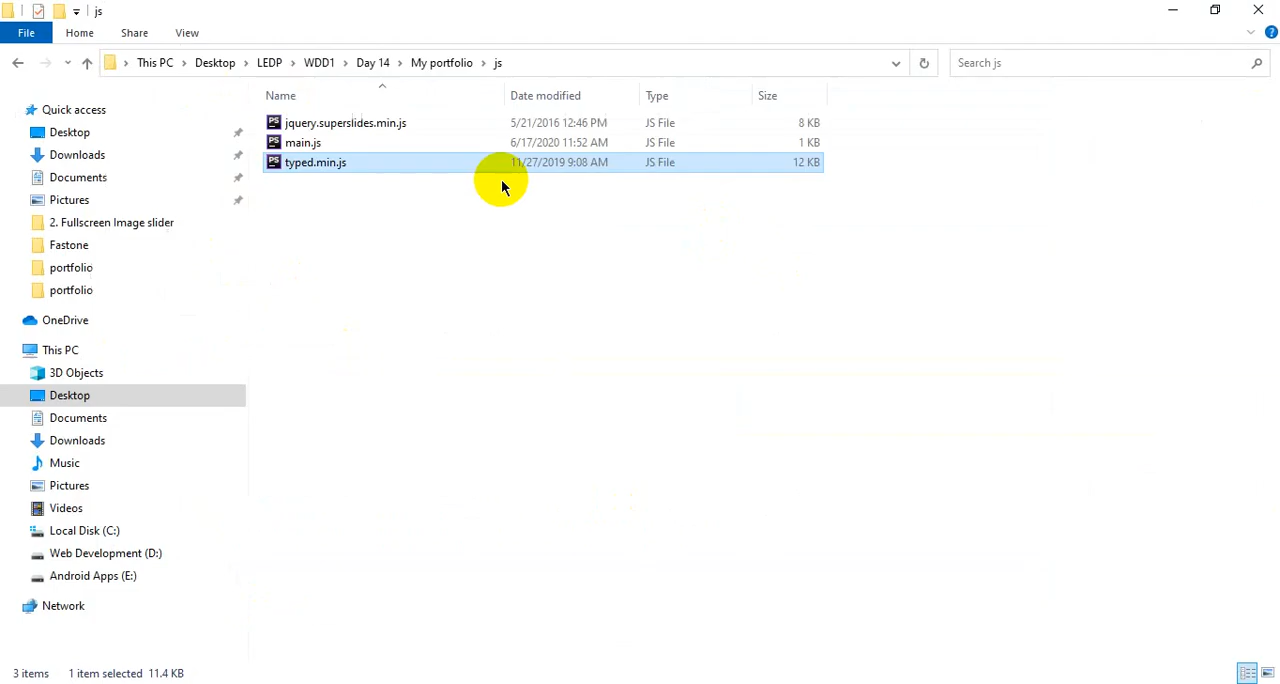 js
File Home Share View
This PC Desktop LEDP WDD1 Day 14 My portfolio js
Search js
Name Date modified Type Size
jquery.superslides.min.js 5/21/2016 12:46 PM JS File 8 KB
main.js 6/17/2020 11:52 AM JS File 1 KB
typed.min.js 11/27/2019 9:08 AM JS File 12 KB
Quick access
Desktop
Downloads
Documents
Pictures
2. Fullscreen Image slider
Fastone
portfolio
portfolio
OneDrive
This PC
3D Objects
Desktop
Documents
Downloads
Music
Pictures
Videos
Local Disk (C:)
Web Development (D:)
Android Apps (E:)
Network
3 items 1 item selected 11.4 KB